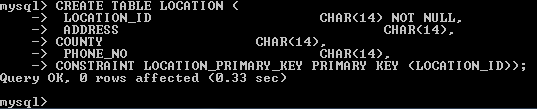 mysql> CREATE TABLE LOCATION (
    -> LOCATION_ID CHAR(14) NOT NULL,
    -> ADDRESS CHAR(14),
    -> COUNTY CHAR(14),
    -> PHONE_NO CHAR(14),
    -> CONSTRAINT LOCATION_PRIMARY_KEY PRIMARY KEY (LOCATION_ID));
Query OK, 0 rows affected (0.33 sec)
mysql>